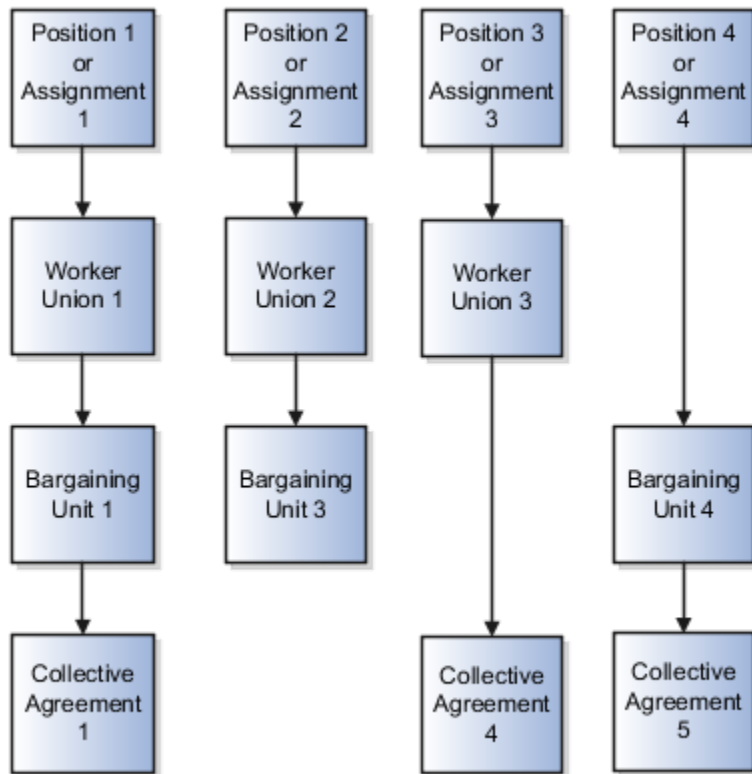 Position 1
or
Assignment
1
Position 2
or
Assignment
2
Position 3
or
Assignment
3
Position 4
or
Assignment
4
Worker
Union 1
Worker
Union 2
Worker
Union 3
Bargaining
Unit 1
Bargaining
Unit 3
Bargaining
Unit 4
Collective
Agreement
1
Collective
Agreement
4
Collective
Agreement
5